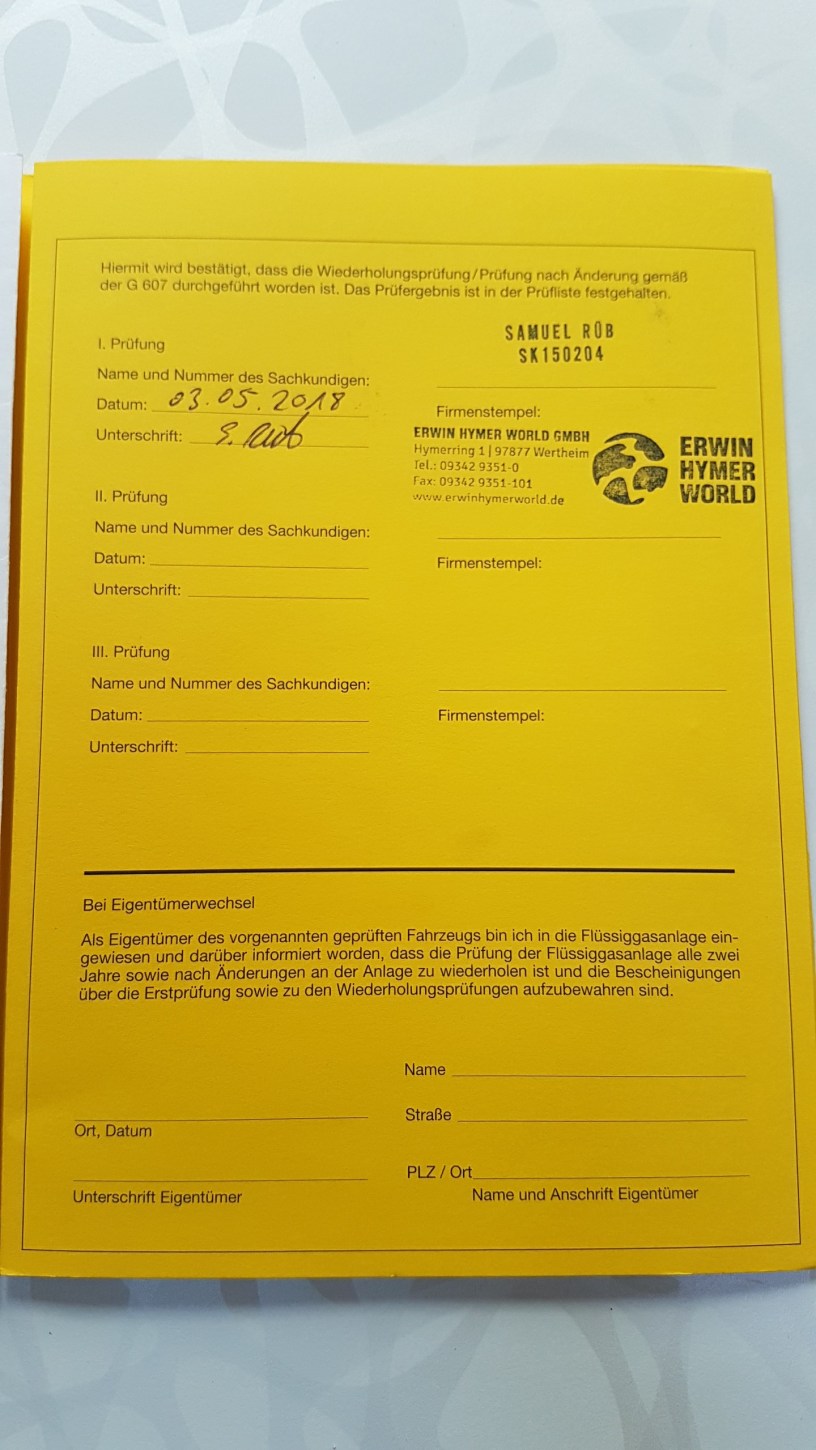 Hiermit wird bestätigt, dass die Wiederholungsprüfung/Prüfung nach Änderung gemäß
der G 607 durchgeführt worden ist. Das Prüfergebnis ist in der Prüfliste festgehalten.
SAMUEL RÜB
SK150204
I. Prüfung
Name und Nummer des Sachkundigen:
Datum: 03.05.2018
Unterschrift:
Firmenstempel:
ERWIN HYMER WORLD GMBH
Hymerring 1 | 97877 Wertheim
Tel.: 09342 9351-0
Fax: 09342 9351-101
www.erwinhymerworld.de
ERWIN
HYMER
WORLD
II. Prüfung
Name und Nummer des Sachkundigen:
Datum:
Firmenstempel:
Unterschrift:
III. Prüfung
Name und Nummer des Sachkundigen:
Datum:
Firmenstempel:
Unterschrift:
Bei Eigentümerwechsel
Als Eigentümer des vorgenannten geprüften Fahrzeugs bin ich in die Flüssiggasanlage ein-
gewiesen und darüber informiert worden, dass die Prüfung der Flüssiggasanlage alle zwei
Jahre sowie nach Änderungen an der Anlage zu wiederholen ist und die Bescheinigungen
über die Erstprüfung sowie zu den Wiederholungsprüfungen aufzubewahren sind.
Name
Straße
Ort, Datum
PLZ / Ort
Unterschrift Eigentümer
Name und Anschrift Eigentümer